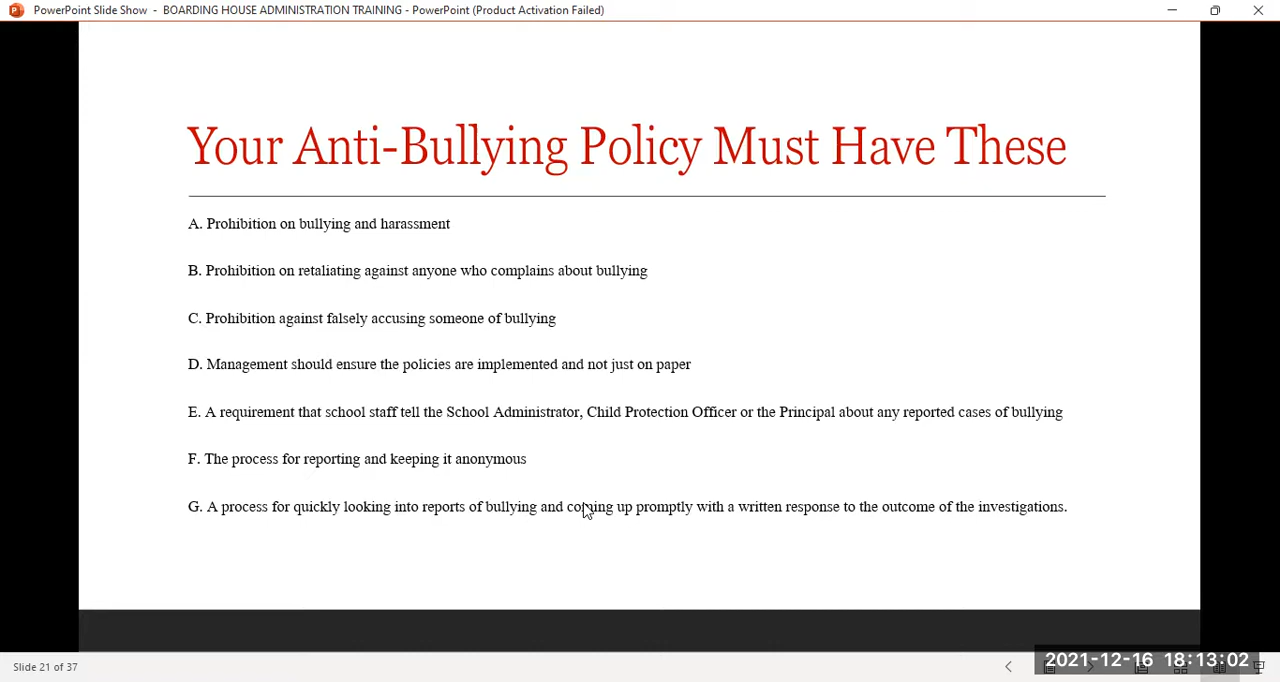 PowerPoint Slide Show - BOARDING HOUSE ADMINISTRATION TRAINING - PowerPoint (Product Activation Failed)
Your Anti-Bullying Policy Must Have These
A. Prohibition on bullying and harassment
B. Prohibition on retaliating against anyone who complains about bullying
C. Prohibition against falsely accusing someone of bullying
D. Management should ensure the policies are implemented and not just on paper
E. A requirement that school staff tell the School Administrator, Child Protection Officer or the Principal about any reported cases of bullying
F. The process for reporting and keeping it anonymous
G. A process for quickly looking into reports of bullying and coming up promptly with a written response to the outcome of the investigations.
Slide 21 of 37
2021-12-16 18:13:02